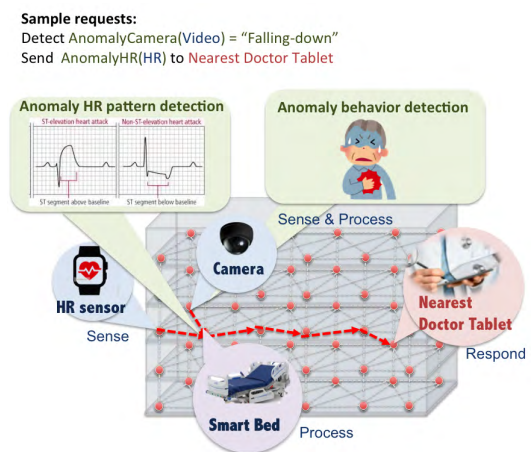 Sample requests:
Detect AnomalyCamera(Video) = “Falling-down”
Send AnomalyHR(HR) to Nearest Doctor Tablet
Anomaly HR pattern detection
ST-elevation heart attack
Non-ST-elevation heart attack
ST segment above baseline
ST segment below baseline
Anomaly behavior detection
Sense & Process
Camera
HR sensor
Sense
Nearest
Doctor Tablet
Respond
Smart Bed
Process